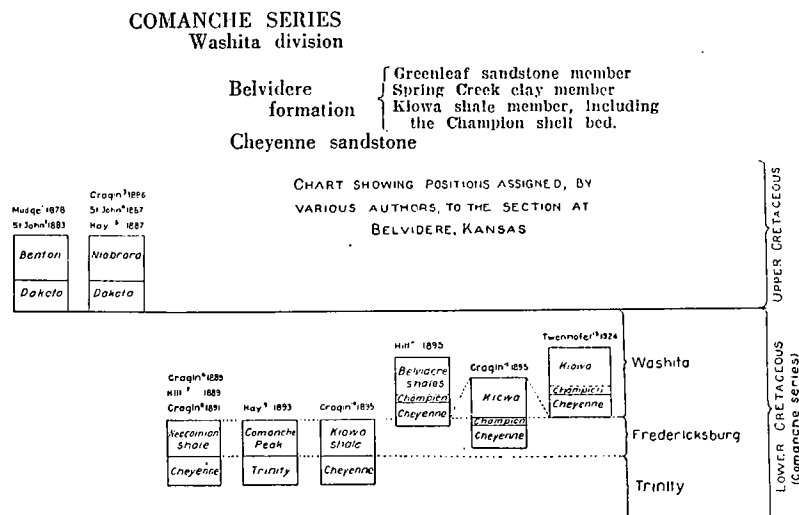 COMANCHE SERIES
Washita division
Belvidere formation
Greenleaf sandstone member
Spring Creek clay member
Kiowa shale member, including
the Champion shell bed.
Cheyenne sandstone
CHART SHOWING POSITIONS ASSIGNED, BY
VARIOUS AUTHORS, TO THE SECTION AT
BELVIDERE, KANSAS
Mudge 1878
St John 1883
Benton
Dakota
Cragin
St John
Hay 1887
Niobrara
Dakota
UPPER CRETACEOUS
Cragin 1889
Hill 1889
Cragin 1891
Neocomian
shale
Cheyenne
Hay 1893
Comanche
Peak
Trinity
Cragin 1895
Kiowa
shale
Cheyenne
Hill 1895
Belvidere
shales
Champion
Cheyenne
Cragin 1895
Kiowa
Champion
Cheyenne
Twenhofel 1924
Kiowa
Champion
Cheyenne
Washita
Fredericksburg
Trinity
LOWER CRETACEOUS
(Comanche series)